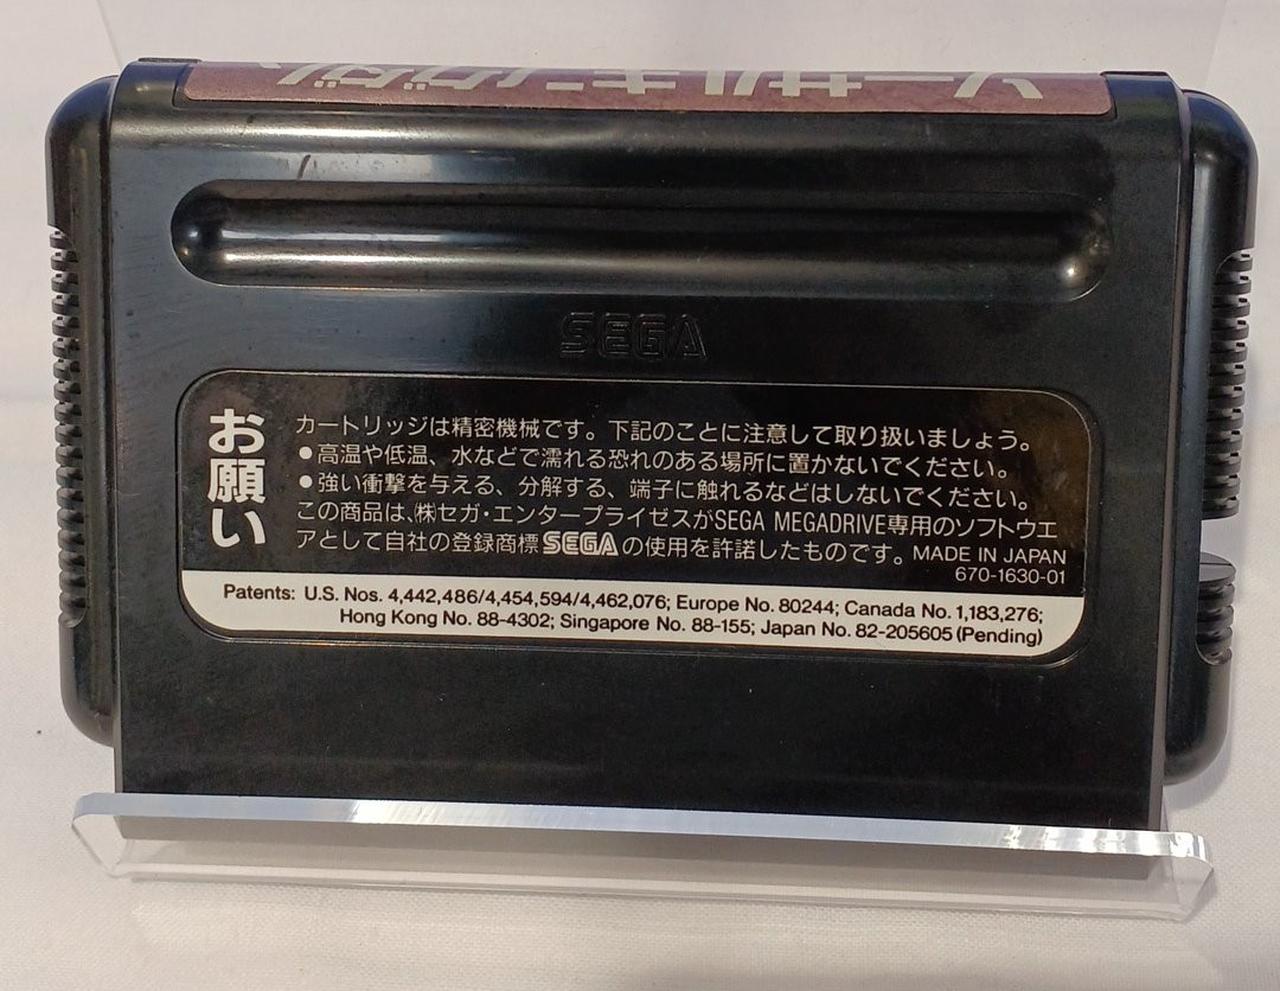 ソーサルキングダム
SEGA
お願い
カートリッジは精密機械です。下記のことに注意して取り扱いましょう。
●高温や低温、水などで濡れる恐れのある場所に置かないでください。
●強い衝撃を与える、分解する、端子に触れるなどはしないでください。
この商品は、㈱セガ・エンタープライゼスがSEGA MEGADRIVE専用のソフトウエ
アとして自社の登録商標SEGAの使用を許諾したものです。MADE IN JAPAN
670-1630-01
Patents: U.S. Nos. 4,442,486/4,454,594/4,462,076; Europe No. 80244; Canada No. 1,183,276;
Hong Kong No. 88-4302; Singapore No. 88-155; Japan No. 82-205605 (Pending)